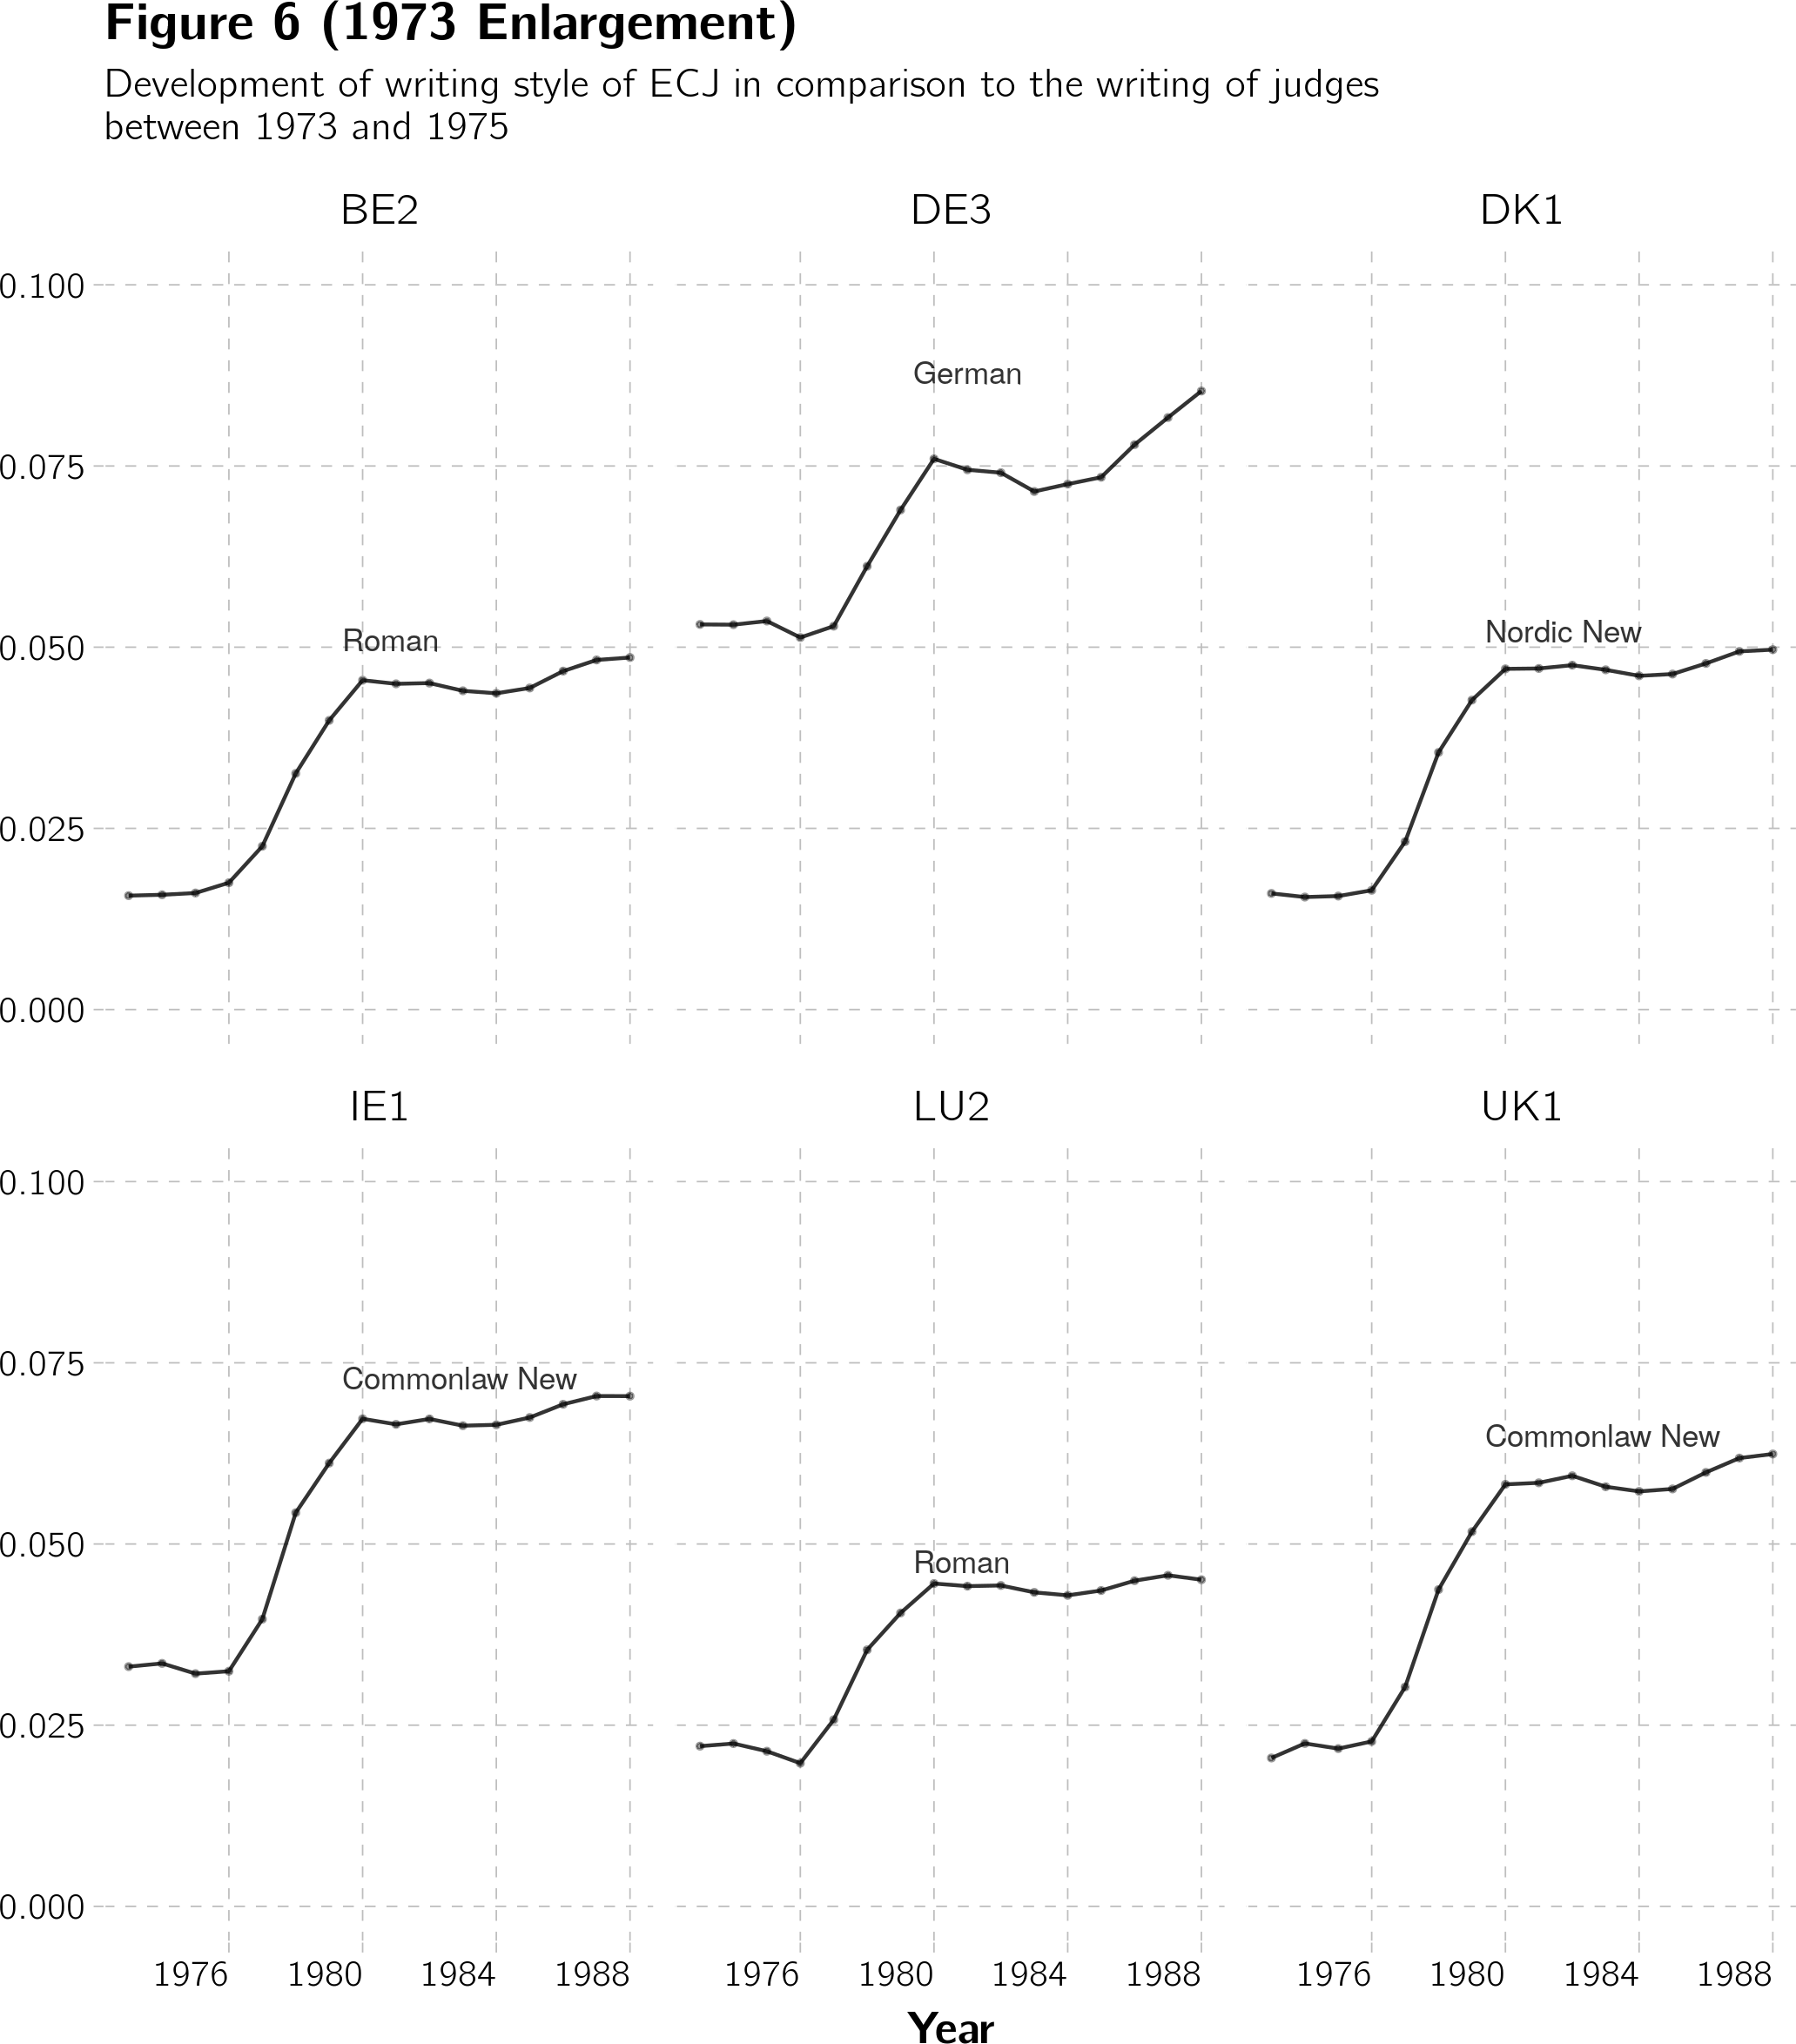 Figure 6 (1973 Enlargement)
Development of writing style of ECJ in comparison to the writing of judges
between 1973 and 1975
BE2 DE3 DK1
0.100
0.075
0.050
0.025
0.000
Roman
German
Nordic New
IE1 LU2 UK1
0.100
0.075
0.050
0.025
0.000
Commonlaw New
Roman
Commonlaw New
1976 1980 1984 1988 1976 1980 1984 1988 1976 1980 1984 1988
Year